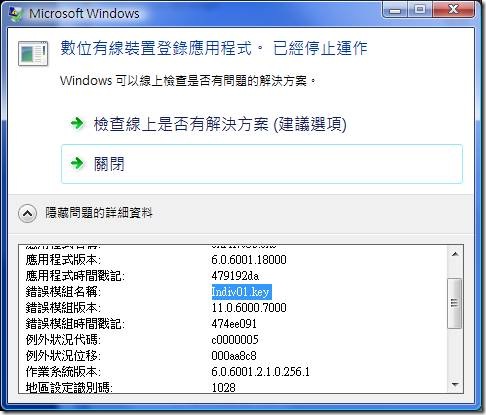 Microsoft Windows
數位有線裝置登錄應用程式。 已經停止運作
Windows 可以線上檢查是否有問題的解決方案。
檢查線上是否有解決方案 (建議選項)
關閉
隱藏問題的詳細資料
應用程式版本: 6.0.6001.18000
應用程式時間戳記: 479192da
錯誤模組名稱: Indiv01.key
錯誤模組版本: 11.0.6000.7000
錯誤模組時間戳記: 474ee091
例外狀況代碼: c0000005
例外狀況位移: 000aa8c8
作業系統版本: 6.0.6001.2.1.0.256.1
地區設定識別碼: 1028